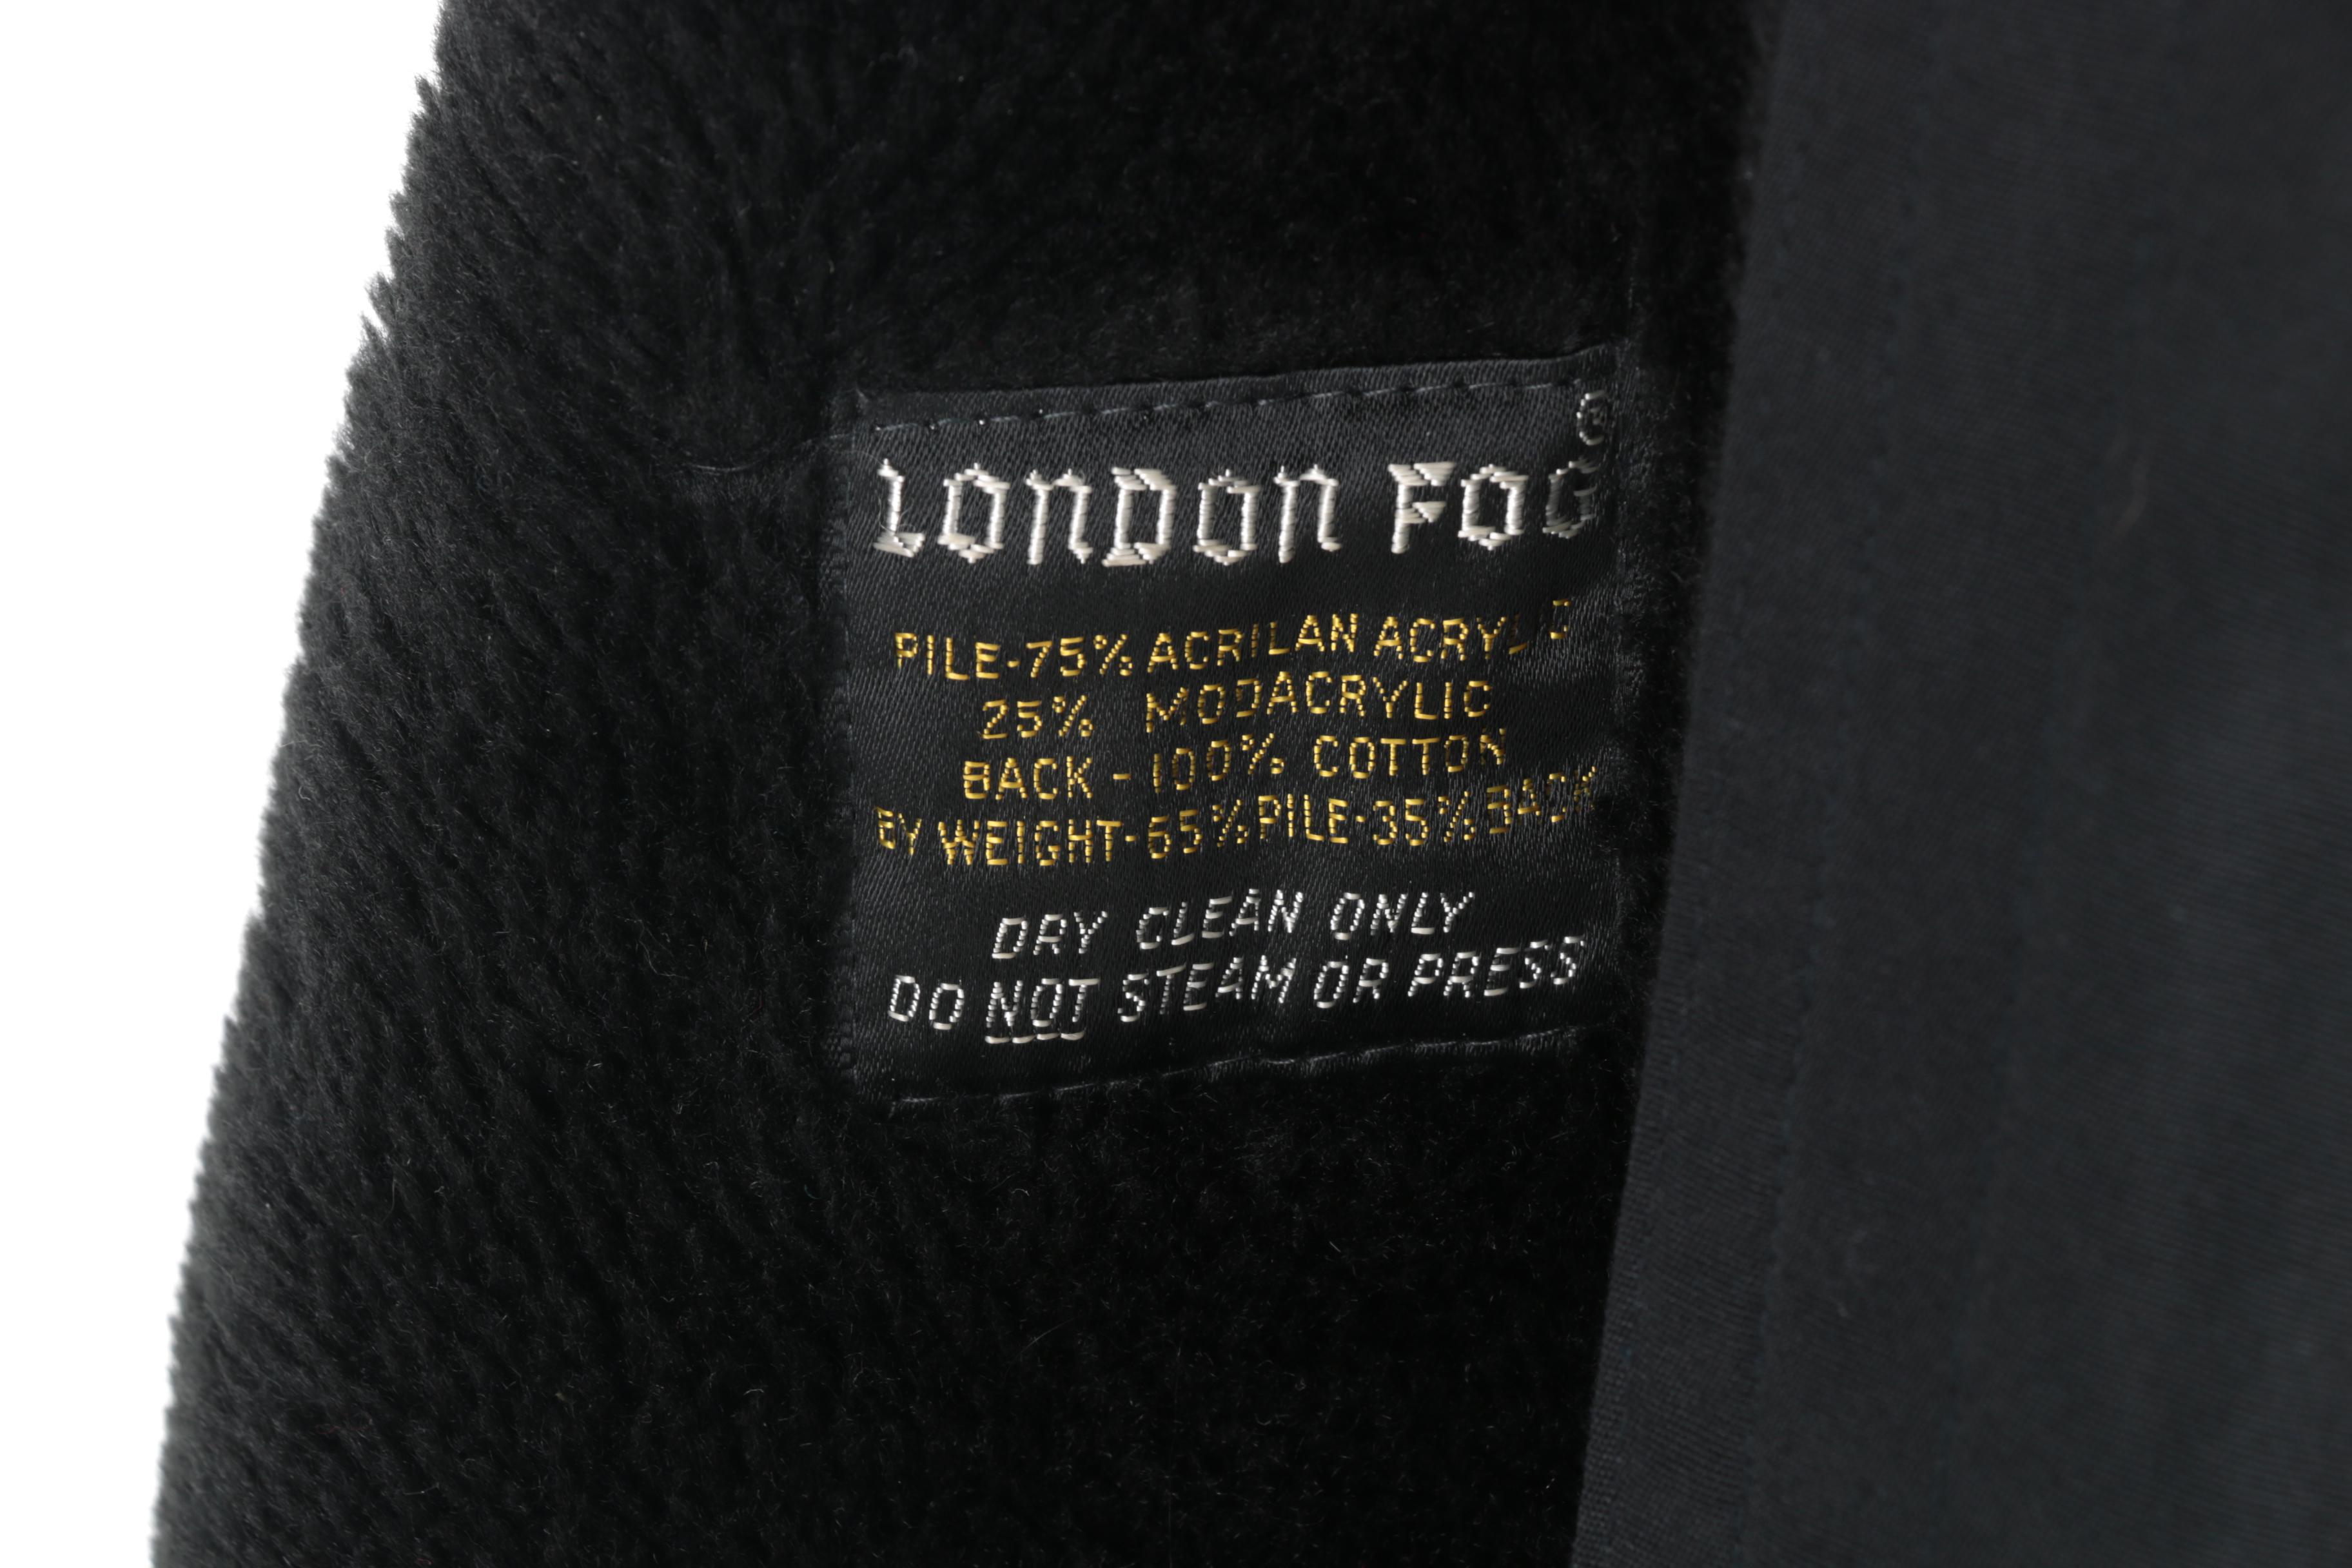 LONDON FOG®
PILE-75% ACRILAN ACRYLIC
25% MODACRYLIC
BACK - 100% COTTON
BY WEIGHT-65% PILE-35% BACK
DRY CLEAN ONLY
DO NOT STEAM OR PRESS